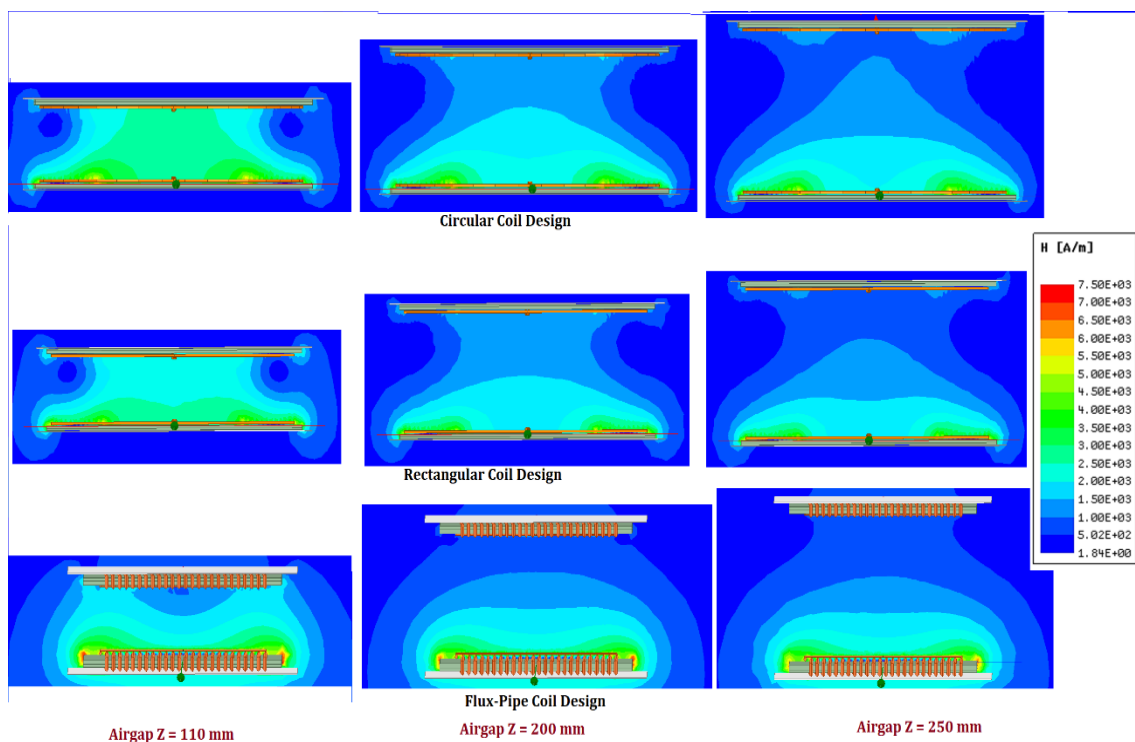 Circular Coil Design
H [A/m]
7.50E+03
7.00E+03
6.50E+03
6.00E+03
5.50E+03
5.00E+03
4.50E+03
4.00E+03
3.50E+03
3.00E+03
2.50E+03
2.00E+03
1.50E+03
1.00E+03
5.02E+02
1.84E+00
Rectangular Coil Design
Flux-Pipe Coil Design
Airgap Z = 110 mm
Airgap Z = 200 mm
Airgap Z = 250 mm